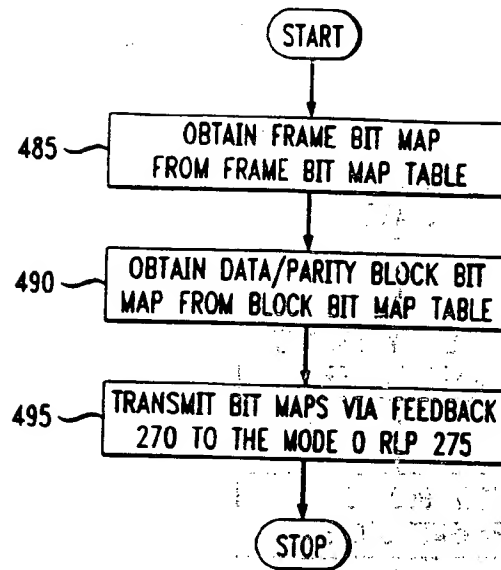 START
485
OBTAIN FRAME BIT MAP
FROM FRAME BIT MAP TABLE
490
OBTAIN DATA/PARITY BLOCK BIT
MAP FROM BLOCK BIT MAP TABLE
495
TRANSMIT BIT MAPS VIA FEEDBACK
270 TO THE MODE 0 RLP 275
STOP